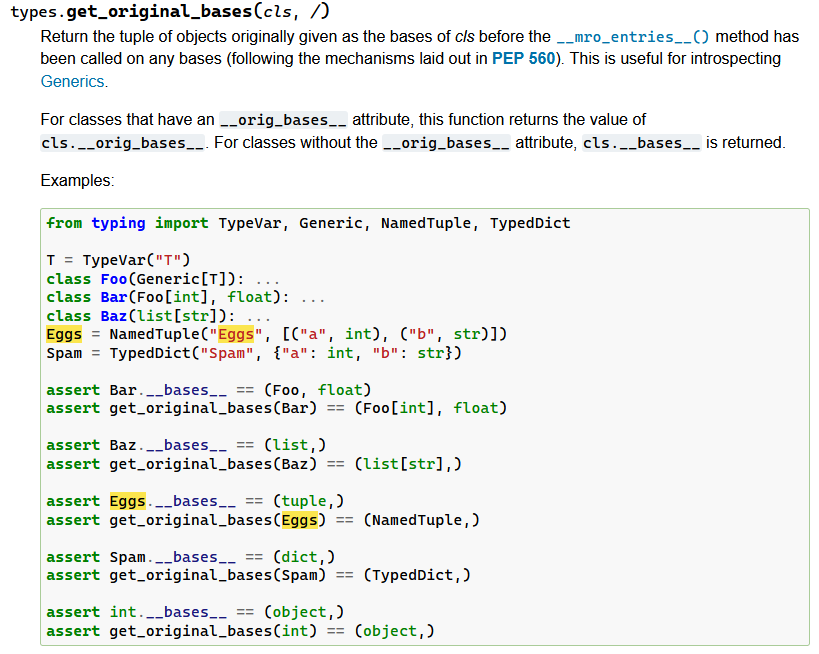 types.get_original_bases(cls, /)
Return the tuple of objects originally given as the bases of cls before the __mro_entries__() method has
been called on any bases (following the mechanisms laid out in PEP 560). This is useful for introspecting
Generics.
For classes that have an __orig_bases__ attribute, this function returns the value of
cls.__orig_bases__. For classes without the __orig_bases__ attribute, cls.__bases__ is returned.
Examples:
from typing import TypeVar, Generic, NamedTuple, TypedDict
T = TypeVar("T")
class Foo(Generic[T]): ...
class Bar(Foo[int], float): ...
class Baz(list[str]): ...
Eggs = NamedTuple("Eggs", [("a", int), ("b", str)])
Spam = TypedDict("Spam", {"a": int, "b": str})
assert Bar.__bases__ == (Foo, float)
assert get_original_bases(Bar) == (Foo[int], float)
assert Baz.__bases__ == (list,)
assert get_original_bases(Baz) == (list[str],)
assert Eggs.__bases__ == (tuple,)
assert get_original_bases(Eggs) == (NamedTuple,)
assert Spam.__bases__ == (dict,)
assert get_original_bases(Spam) == (TypedDict,)
assert int.__bases__ == (object,)
assert get_original_bases(int) == (object,)